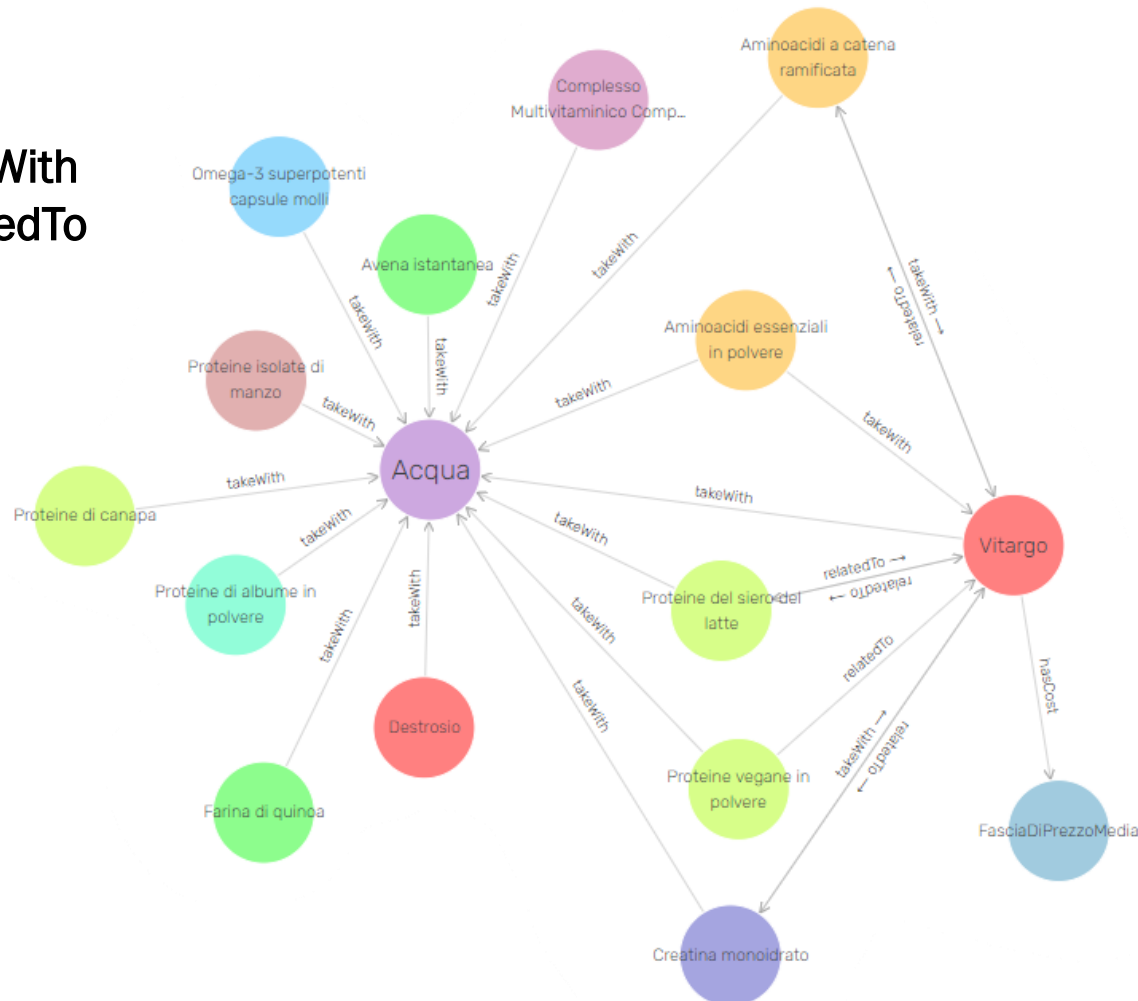 With
edTo
Aminoacidi a catena
ramificata
Complesso
Multivitaminico Comp...
Omega-3 superpotenti
capsule molli
Avena istantanea
takeWith
takeWith
takeWith
takeWith
takeWith →
← relatedTo
Aminoacidi essenziali
in polvere
Proteine isolate di
manzo
takeWith
takeWith
takeWith
Acqua
takeWith
takeWith
Proteine di canapa
takeWith
takeWith
Vitargo
relatedTo →
← relatedTo
Proteine di albume in
polvere
Proteine del siero del
latte
takeWith
takeWith
takeWith
relatedTo
hasCost
takeWith
Destrosio
takeWith →
← relatedTo
Proteine vegane in
polvere
Farina di quinoa
FasciaDiPrezzoMedia
Creatina monoidrato